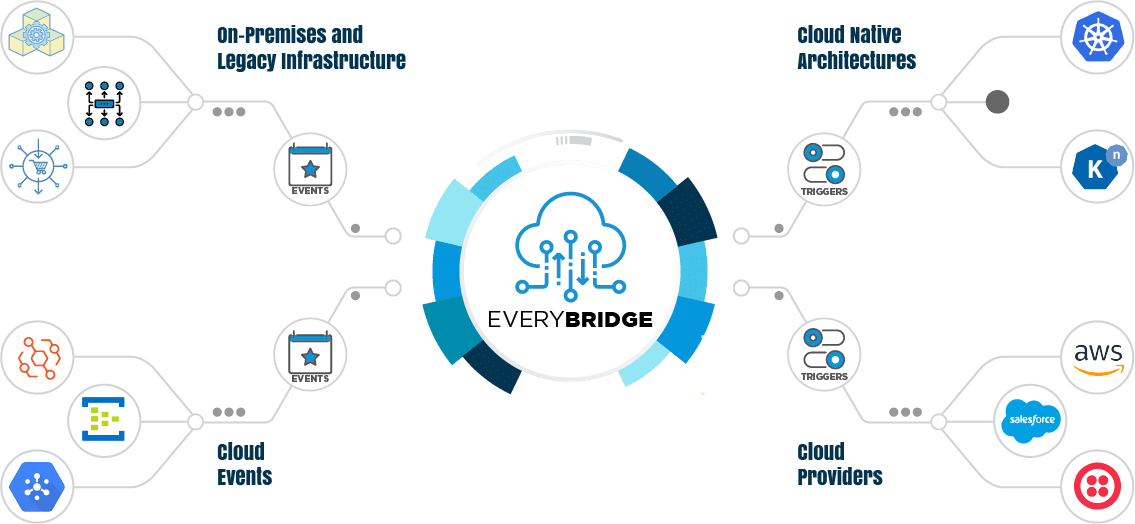 On-Premises and
Legacy Infrastructure
EVENTS
Cloud Native
Architectures
TRIGGERS
K
n
EVERYBRIDGE
EVENTS
Cloud
Events
TRIGGERS
Cloud
Providers
aws
salesforce